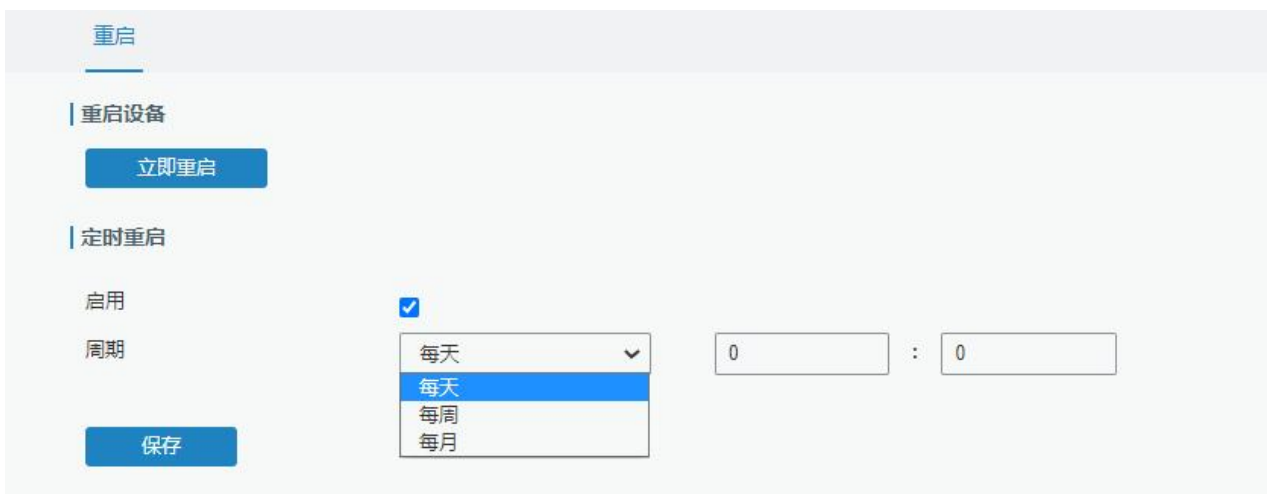 重启
重启设备
立即重启
定时重启
启用
周期 每天 0 : 0
每天
每周
每月
保存